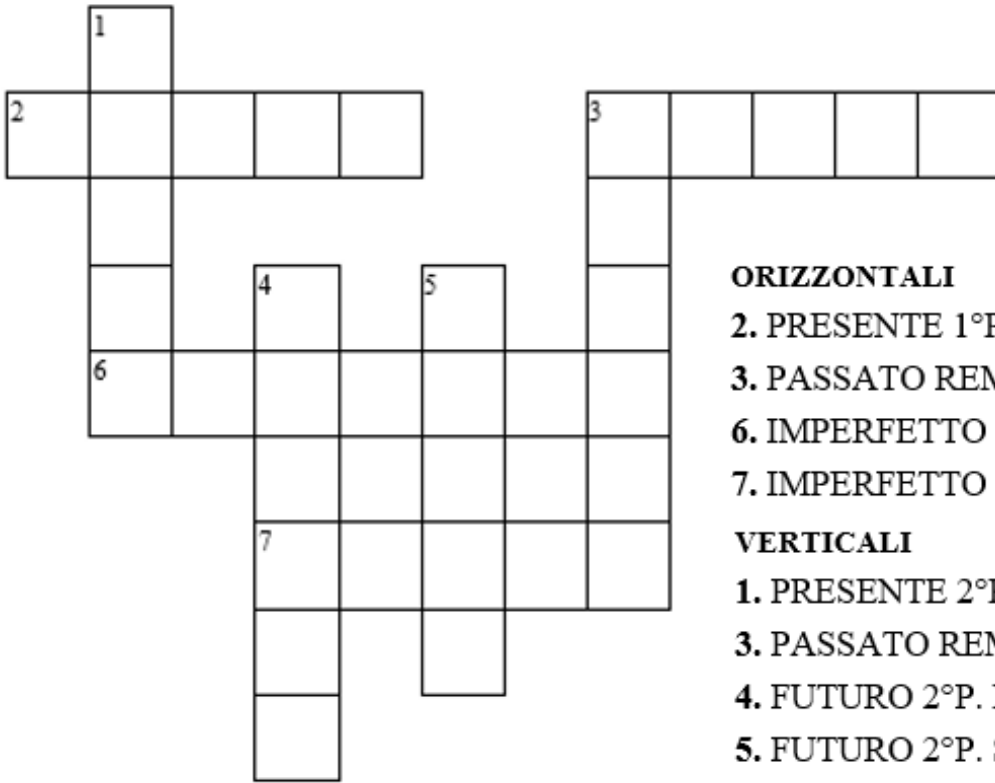 1
2
3
4
5
6
7
ORIZZONTALI
2. PRESENTE 1°P
3. PASSATO REM
6. IMPERFETTO
7. IMPERFETTO
VERTICALI
1. PRESENTE 2°P
3. PASSATO REM
4. FUTURO 2°P.
5. FUTURO 2°P. S